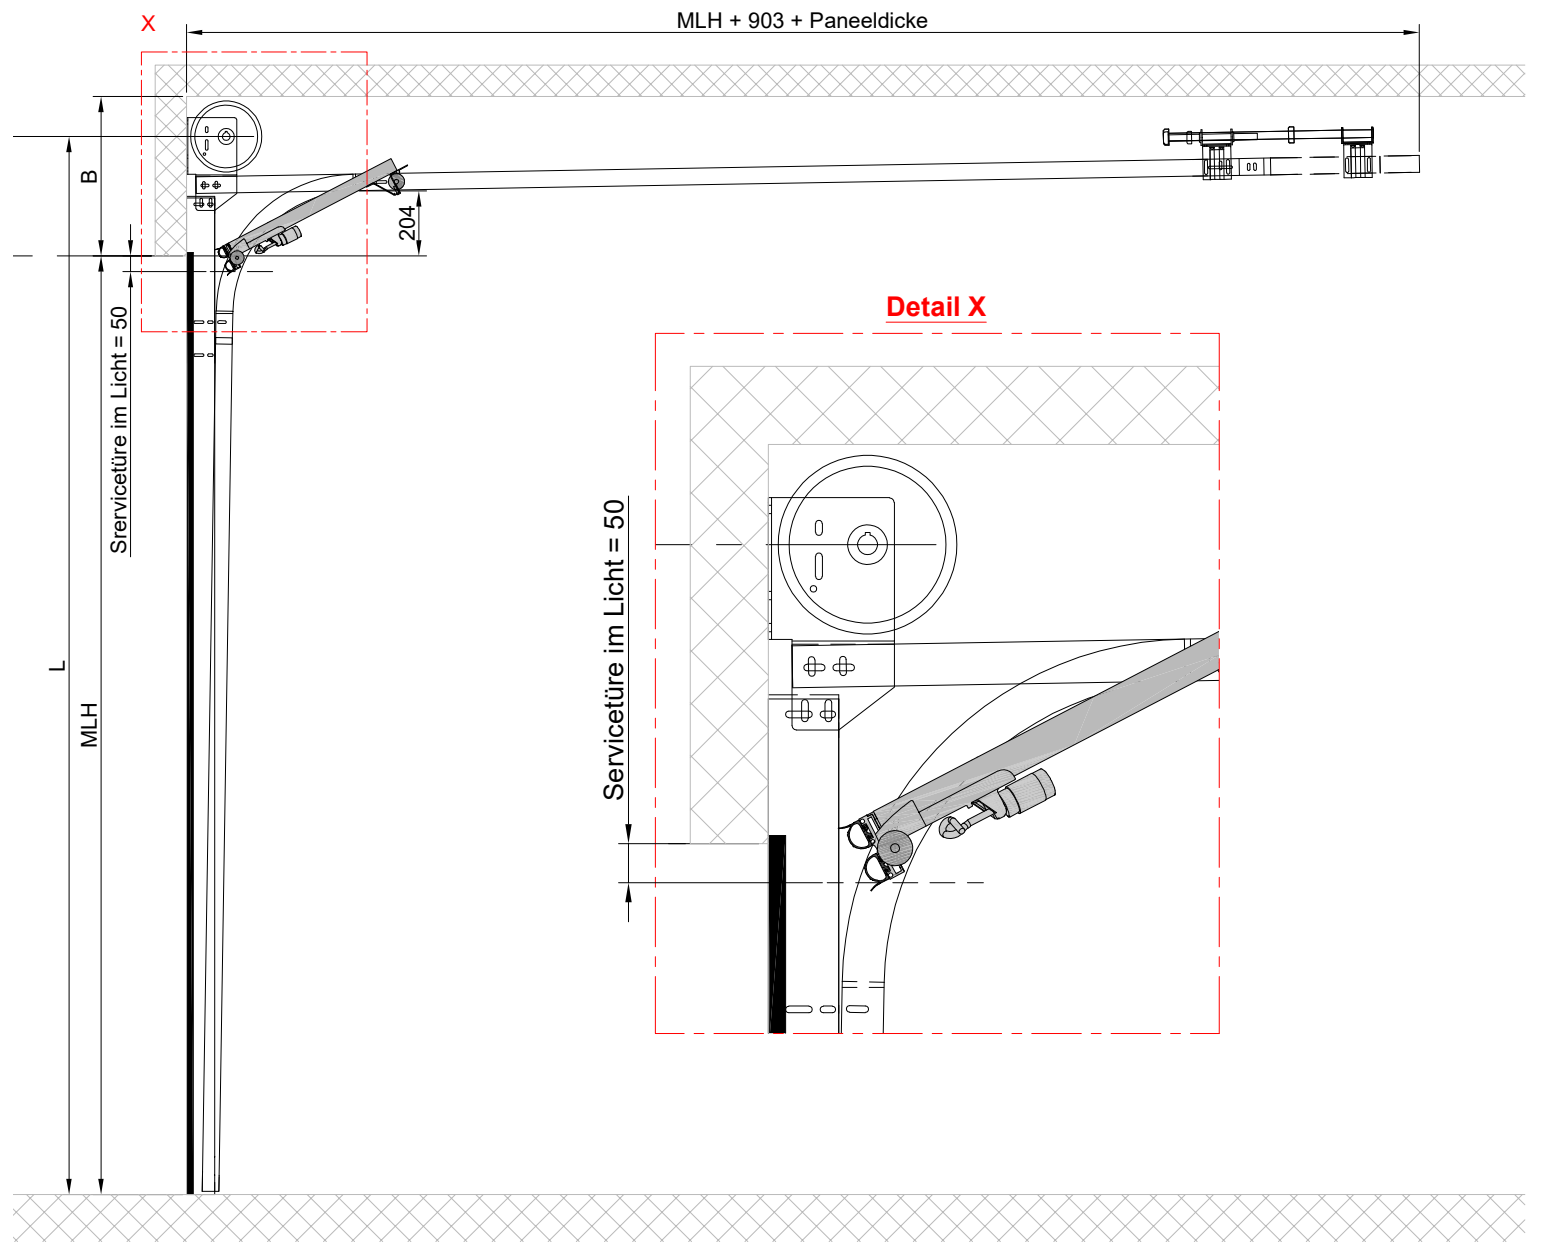 X
MLH + 903 + Paneeldicke
B
204
Srervicetüre im Licht = 50
Detail X
Servicetüre im Licht = 50
L
MLH